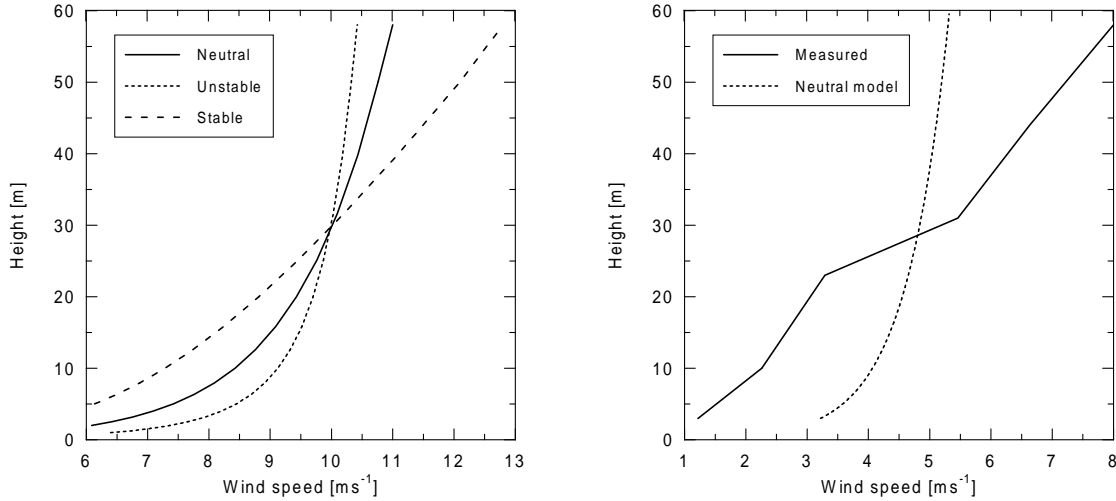 60
50
40
30
20
10
0
Height [m]
Neutral
Unstable
Stable
6 7 8 9 10 11 12 13
Wind speed [ms⁻¹]
60
50
40
30
20
10
0
Height [m]
Measured
Neutral model
1 2 3 4 5 6 7 8
Wind speed [ms⁻¹]